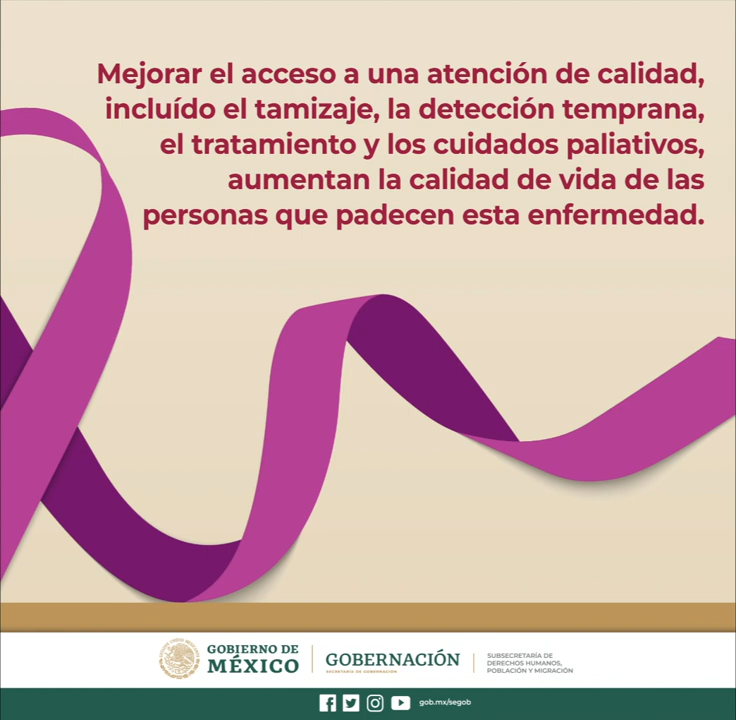 Mejorar el acceso a una atención de calidad,
incluído el tamizaje, la detección temprana,
el tratamiento y los cuidados paliativos,
aumentan la calidad de vida de las
personas que padecen esta enfermedad.
GOBIERNO DE
MÉXICO
GOBERNACIÓN
SECRETARÍA DE GOBERNACIÓN
SUBSECRETARÍA DE
DERECHOS HUMANOS,
POBLACIÓN Y MIGRACIÓN
gob.mx/segob